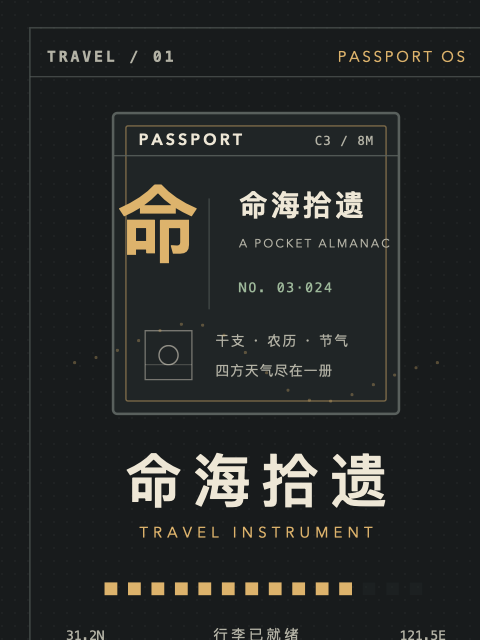 TRAVEL / 01 PASSPORT OS
PASSPORT C3 / 8M
命
命海拾遗
A POCKET ALMANAC
NO. 03·024
干支 · 农历 · 节气
四方天气尽在一册
命海拾遗
TRAVEL INSTRUMENT
31.2N 行李已就绪 121.5E